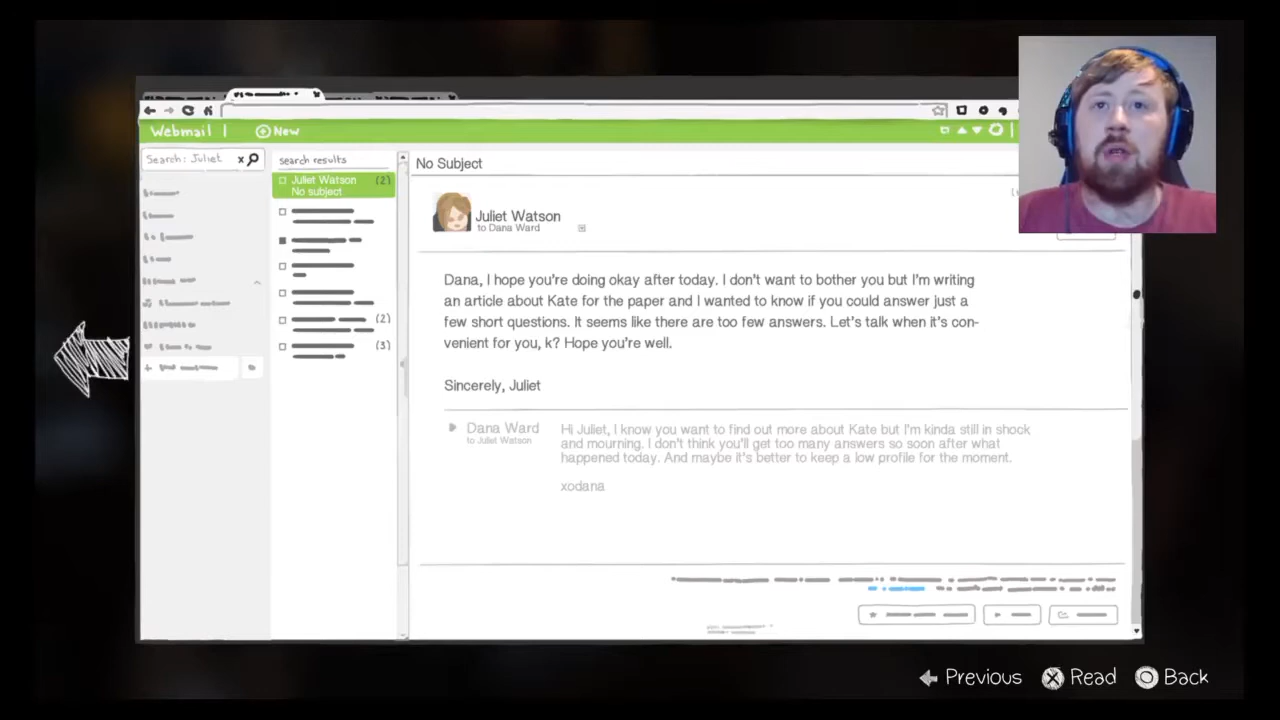 Webmail | New
Search: Juliet x
search results
No Subject
Juliet Watson (2)
No subject
Juliet Watson
to Dana Ward
Dana, I hope you're doing okay after today. I don't want to bother you but I'm writing
an article about Kate for the paper and I wanted to know if you could answer just a
few short questions. It seems like there are too few answers. Let's talk when it's con-
venient for you, k? Hope you're well.
(2)
(3)
Sincerely, Juliet
Dana Ward
to Juliet Watson
Hi Juliet, I know you want to find out more about Kate but I'm kinda still in shock
and mourning. I don't think you'll get too many answers so soon after what
happened today. And maybe it's better to keep a low profile for the moment.
xodana
Previous Read Back